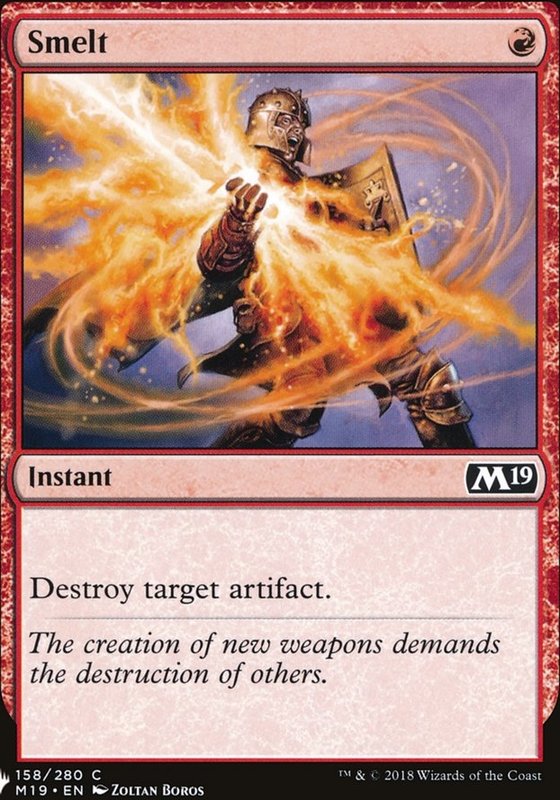 Smelt
Instant
M19
Destroy target artifact.
The creation of new weapons demands
the destruction of others.
158/280 C
M19 • EN Zoltan Boros
™ & © 2018 Wizards of the Coast